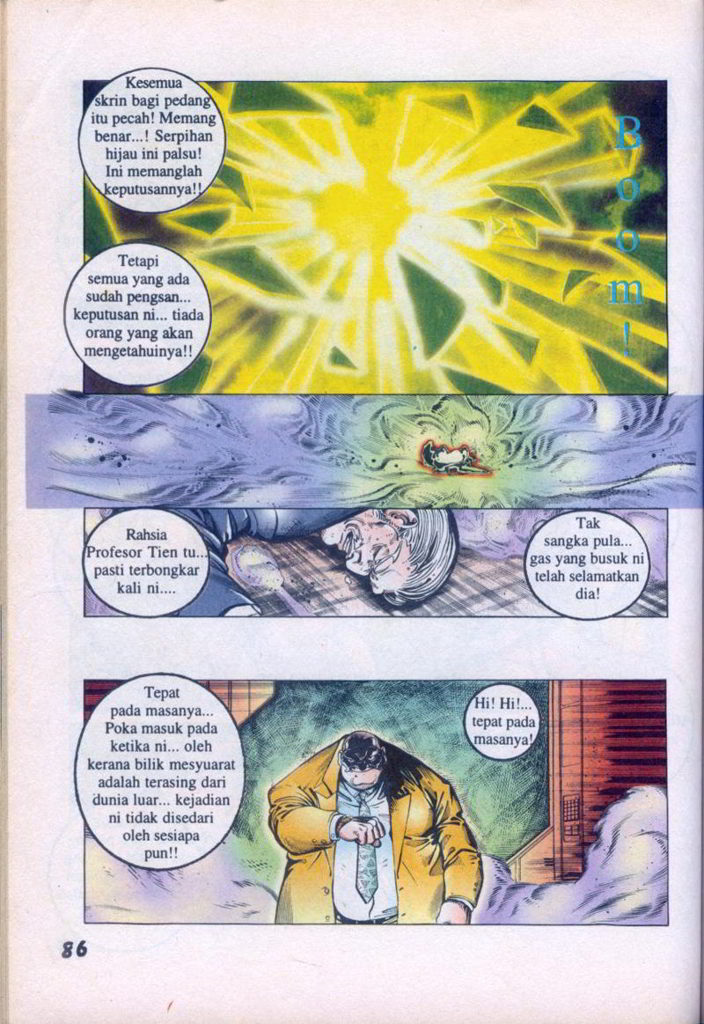 Kesemua
skrin bagi pedang
itu pecah! Memang
benar...! Serpihan
hijau ini palsu!
Ini memanglah
keputusannya!!
Boom!
Tetapi
semua yang ada
sudah pengsan...
keputusan ni... tiada
orang yang akan
mengetahuinya!!
Rahsia
Profesor Tien tu...
pasti terbongkar
kali ni....
Tak
sangka pula...
gas yang busuk ni
telah selamatkan
dia!
Tepat
pada masanya...
Poka masuk pada
ketika ni... oleh
kerana bilik mesyuarat
adalah terasing dari
dunia luar... kejadian
ni tidak disedari
oleh sesiapa
pun!!
Hi! Hi!...
tepat pada
masanya!
86